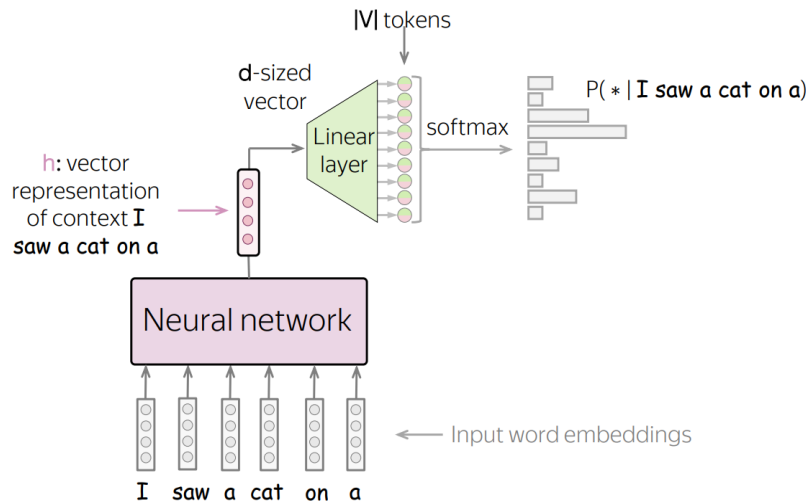 |V| tokens
d-sized
vector
P( * | I saw a cat on a)
Linear
layer
softmax
h: vector
representation
of context I
saw a cat on a
Neural network
Input word embeddings
I saw a cat on a